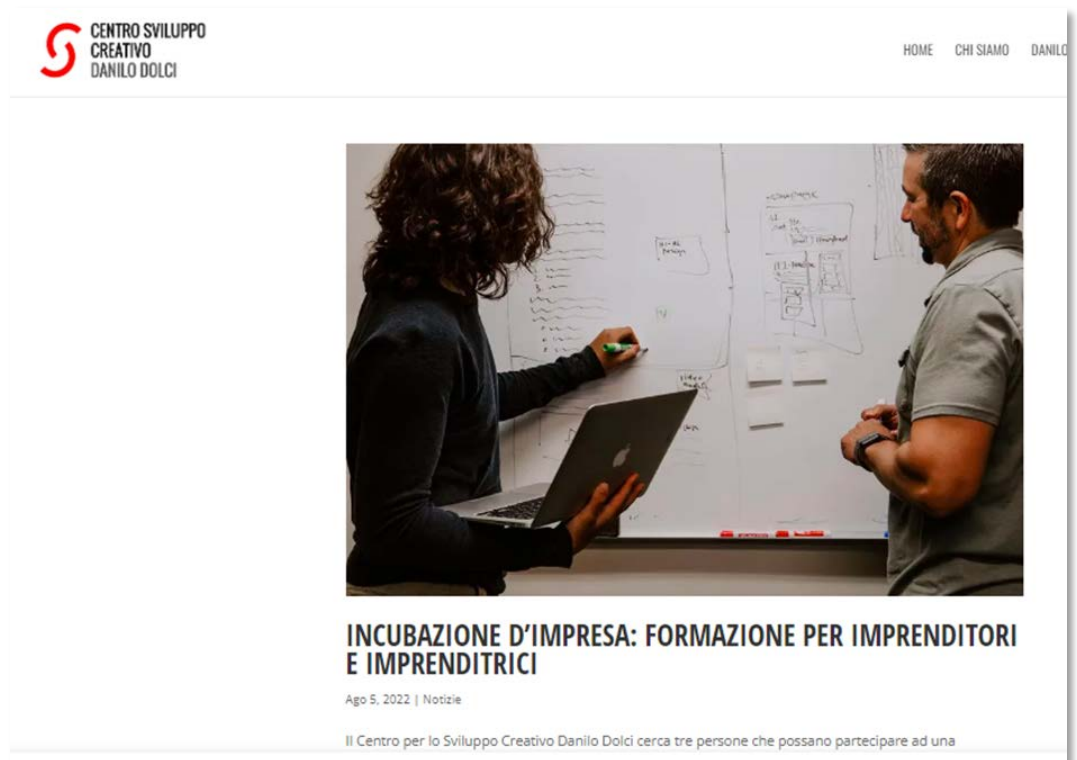 CENTRO SVILUPPO
CREATIVO
DANILO DOLCI
HOME CHI SIAMO DANILO
INCUBAZIONE D'IMPRESA: FORMAZIONE PER IMPRENDITORI
E IMPRENDITRICI
Ago 5, 2022 | Notizie
Il Centro per lo Sviluppo Creativo Danilo Dolci cerca tre persone che possano partecipare ad una